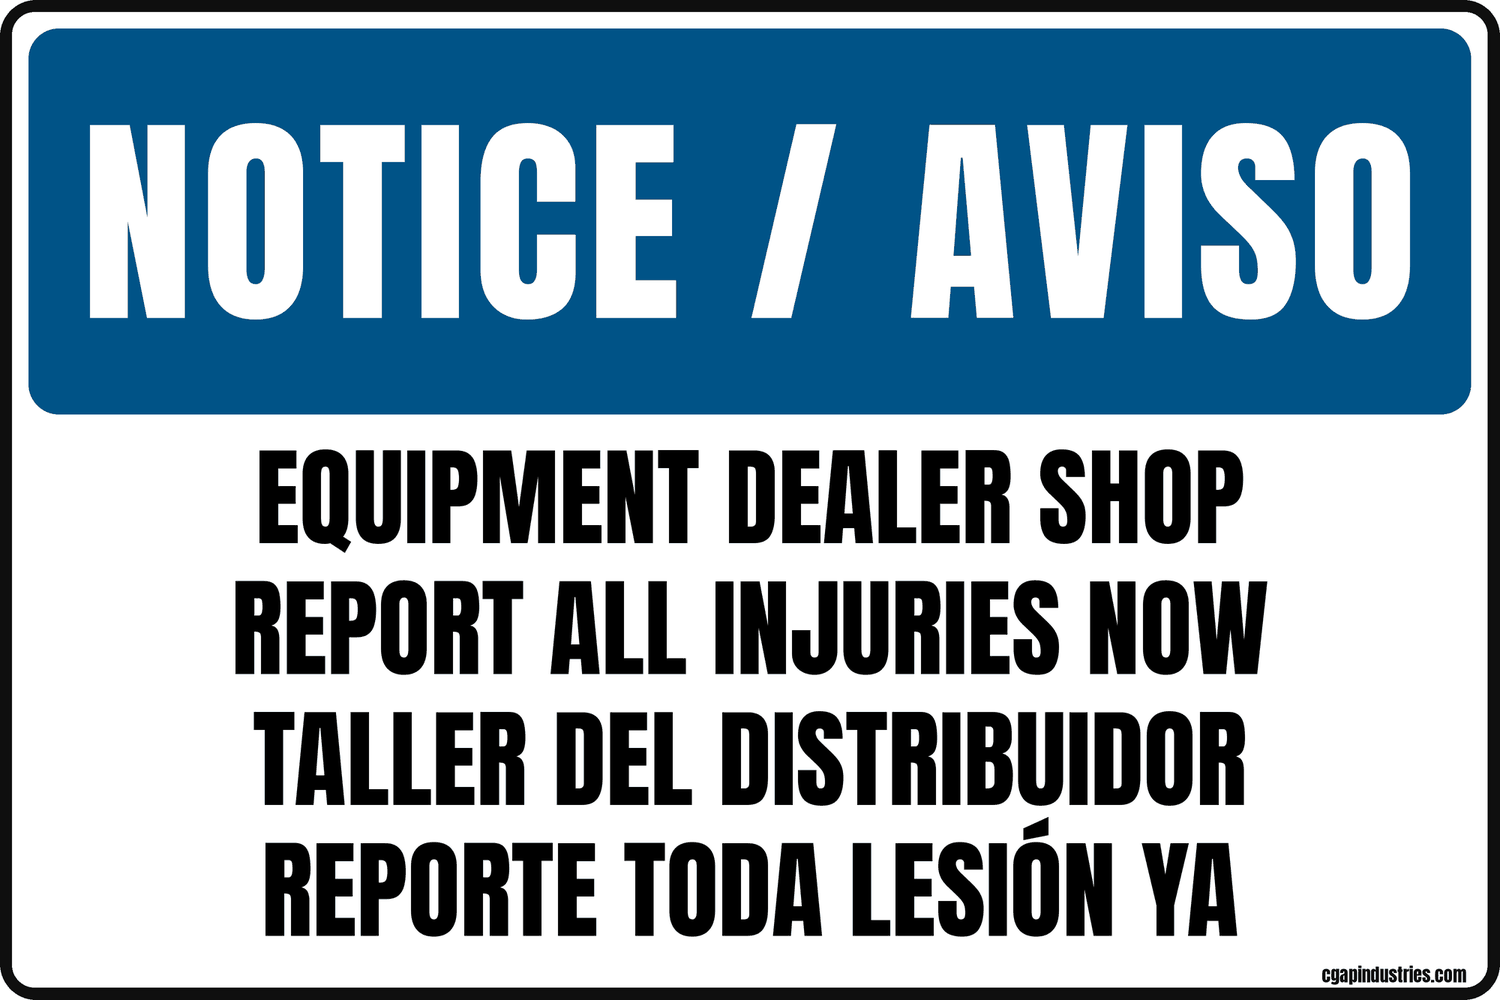 NOTICE / AVISO
EQUIPMENT DEALER SHOP
REPORT ALL INJURIES NOW
TALLER DEL DISTRIBUIDOR
REPORTE TODA LESIÓN YA
cgapindustries.com